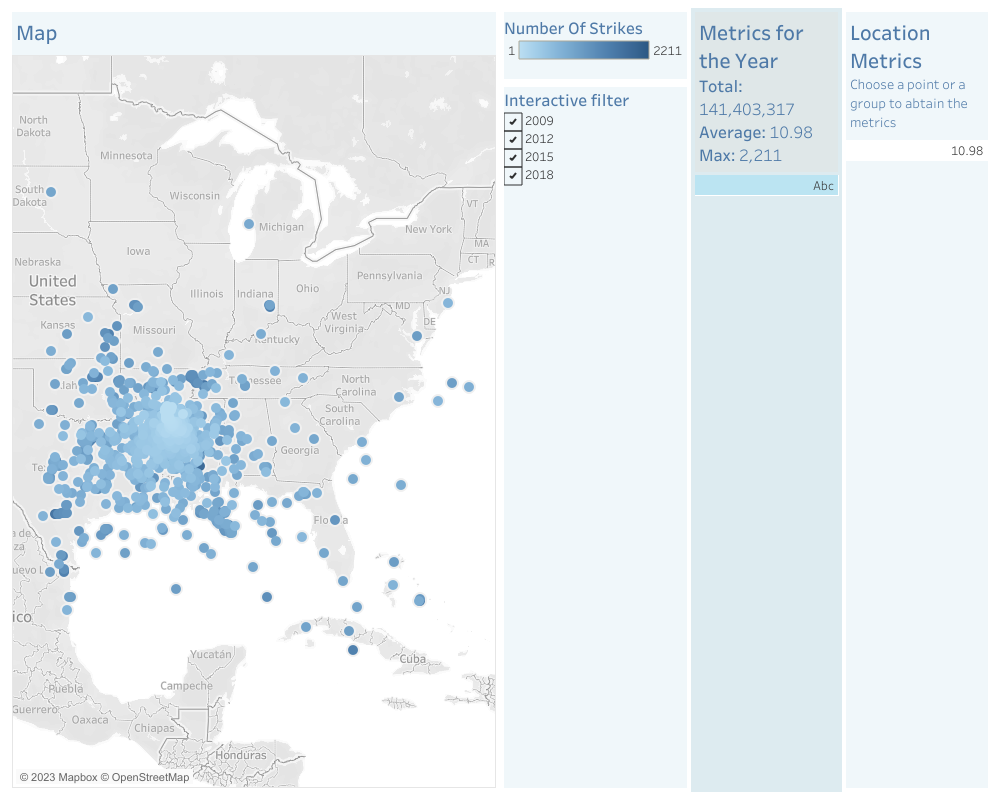 Map
North
Dakota
Minnesota
South
Dakota
Wisconsin
Michigan
VT
New York
MA
CT
Iowa
Nebraska
Pennsylvania
United
States
Illinois
Indiana
Ohio
NJ
MD
DE
West
Virginia
Kansas
Missouri
Kentucky
Tennessee
North
Carolina
South
Carolina
Georgia
Florida
Cuba
Yucatán
Campeche
Puebla
Guerrero
Oaxaca
Chiapas
Honduras
© 2023 Mapbox © OpenStreetMap
Number Of Strikes
1 2211
Interactive filter
2009
2012
2015
2018
Metrics for
the Year
Total:
141,403,317
Average: 10.98
Max: 2,211
Abc
Location
Metrics
Choose a point or a
group to abtain the
metrics
10.98